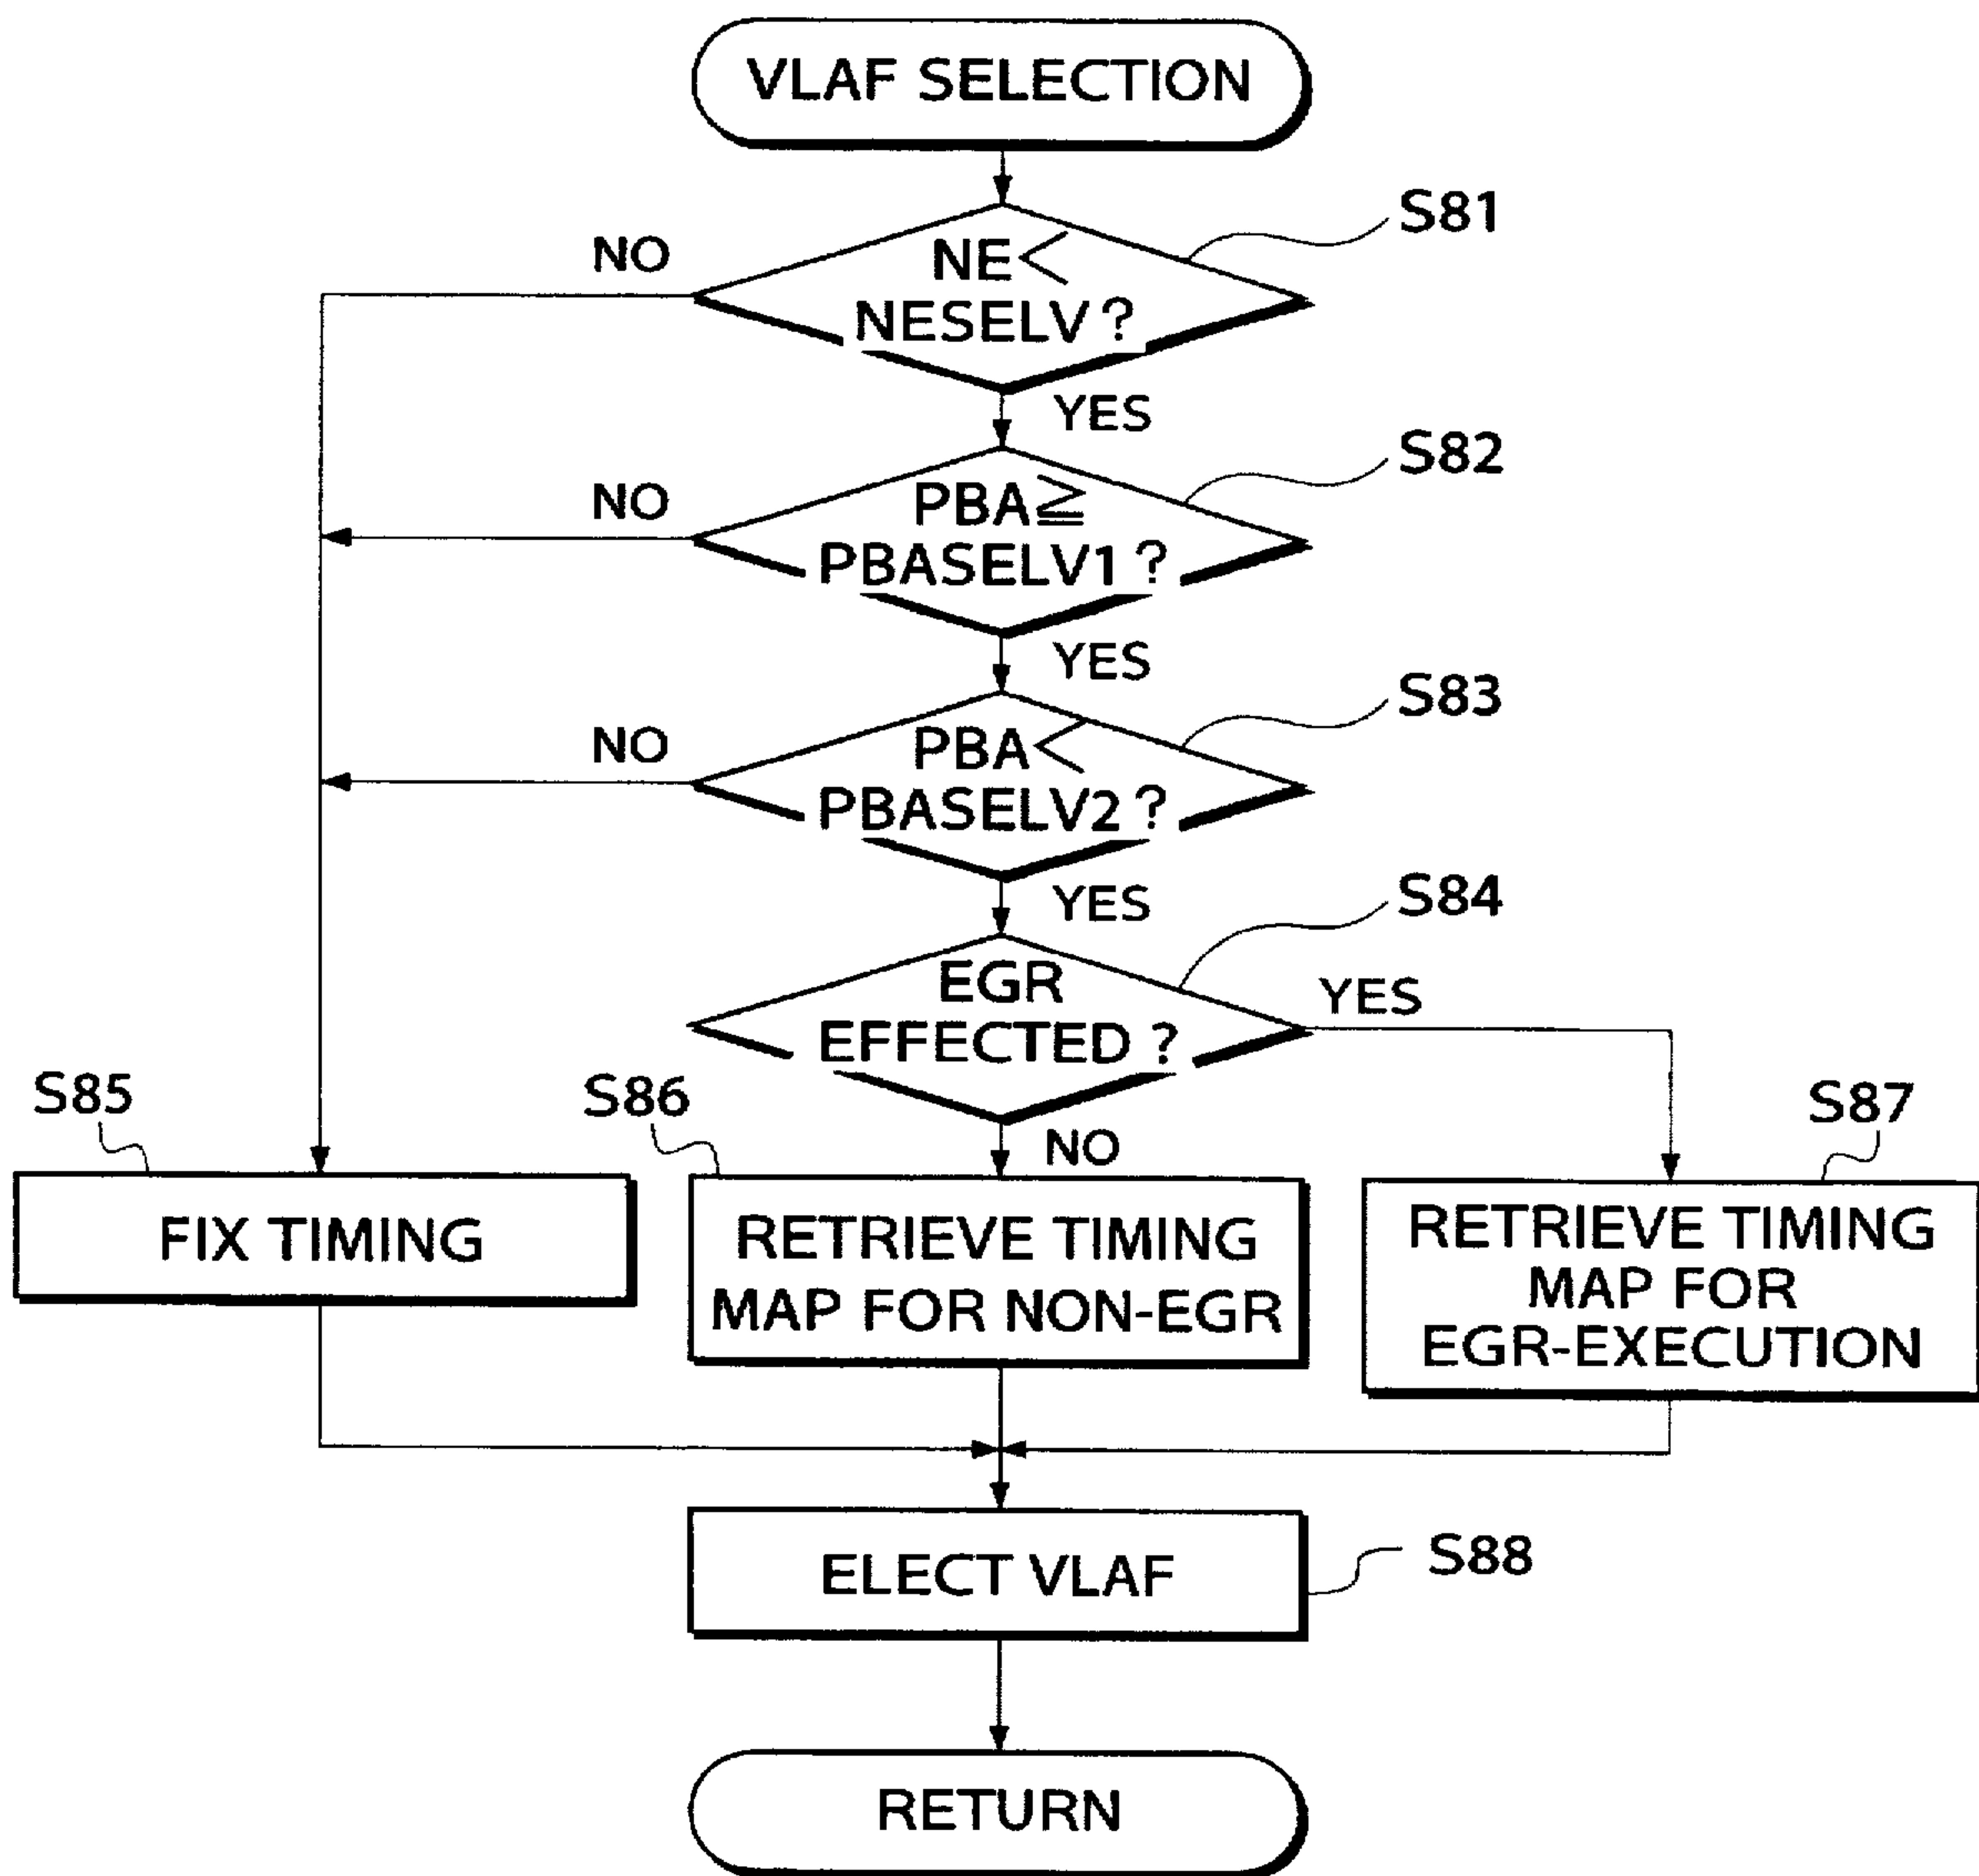 VLAF SELECTION
S81
NO
NE<
NESELV?
YES
S82
NO
PBA≧
PBASELV1?
YES
S83
NO
PBA<
PBASELV2?
YES
S84
EGR
EFFECTED?
YES
S85
S86
NO
S87
FIX TIMING
RETRIEVE TIMING
MAP FOR NON-EGR
RETRIEVE TIMING
MAP FOR
EGR-EXECUTION
ELECT VLAF
S88
RETURN